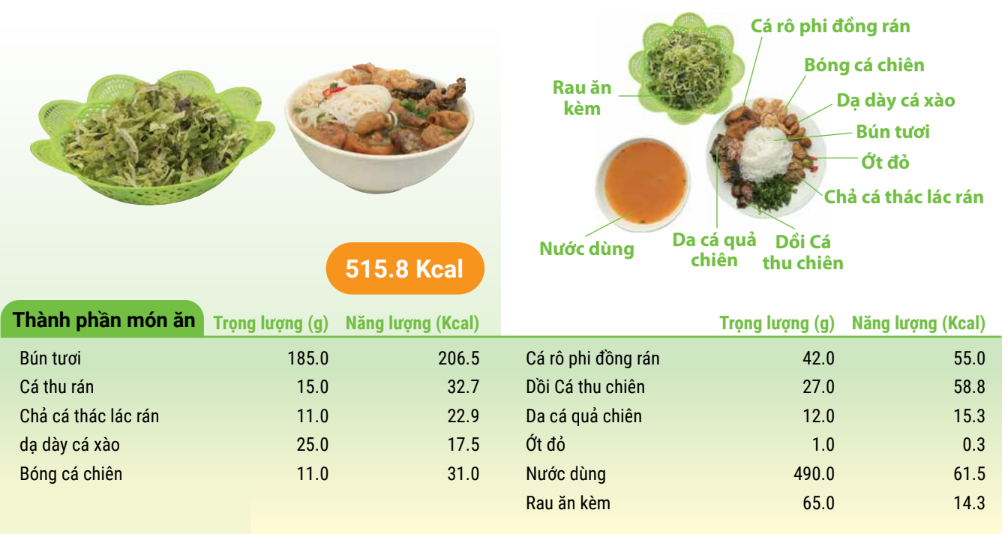 Cá rô phi đồng rán
Bóng cá chiên
Rau ăn
kèm
Dạ dày cá xào
Bún tươi
Ớt đỏ
Chả cá thác lác rán
Nước dùng
Da cá quả
chiên
Dồi Cá
thu chiên
515.8 Kcal
Thành phần món ăn Trọng lượng (g) Năng lượng (Kcal) Trọng lượng (g) Năng lượng (Kcal)
Bún tươi 185.0 206.5
Cá thu rán 15.0 32.7
Chả cá thác lác rán 11.0 22.9
dạ dày cá xào 25.0 17.5
Bóng cá chiên 11.0 31.0
Cá rô phi đồng rán 42.0 55.0
Dồi Cá thu chiên 27.0 58.8
Da cá quả chiên 12.0 15.3
Ớt đỏ 1.0 0.3
Nước dùng 490.0 61.5
Rau ăn kèm 65.0 14.3